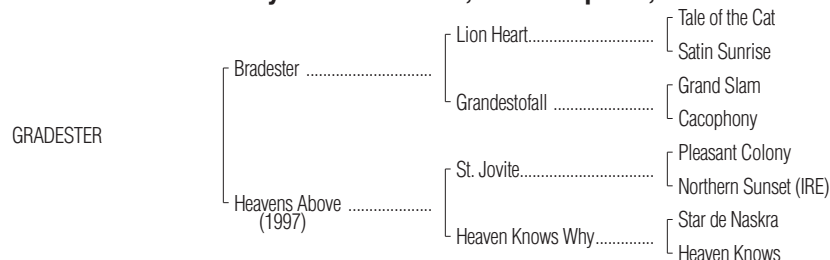 Lion Heart
Tale of the Cat
Satin Sunrise
Bradester
Grandestofall
Grand Slam
Cacophony
GRADESTER
St. Jovite
Pleasant Colony
Northern Sunset (IRE)
Heavens Above
(1997)
Heaven Knows Why
Star de Naskra
Heaven Knows